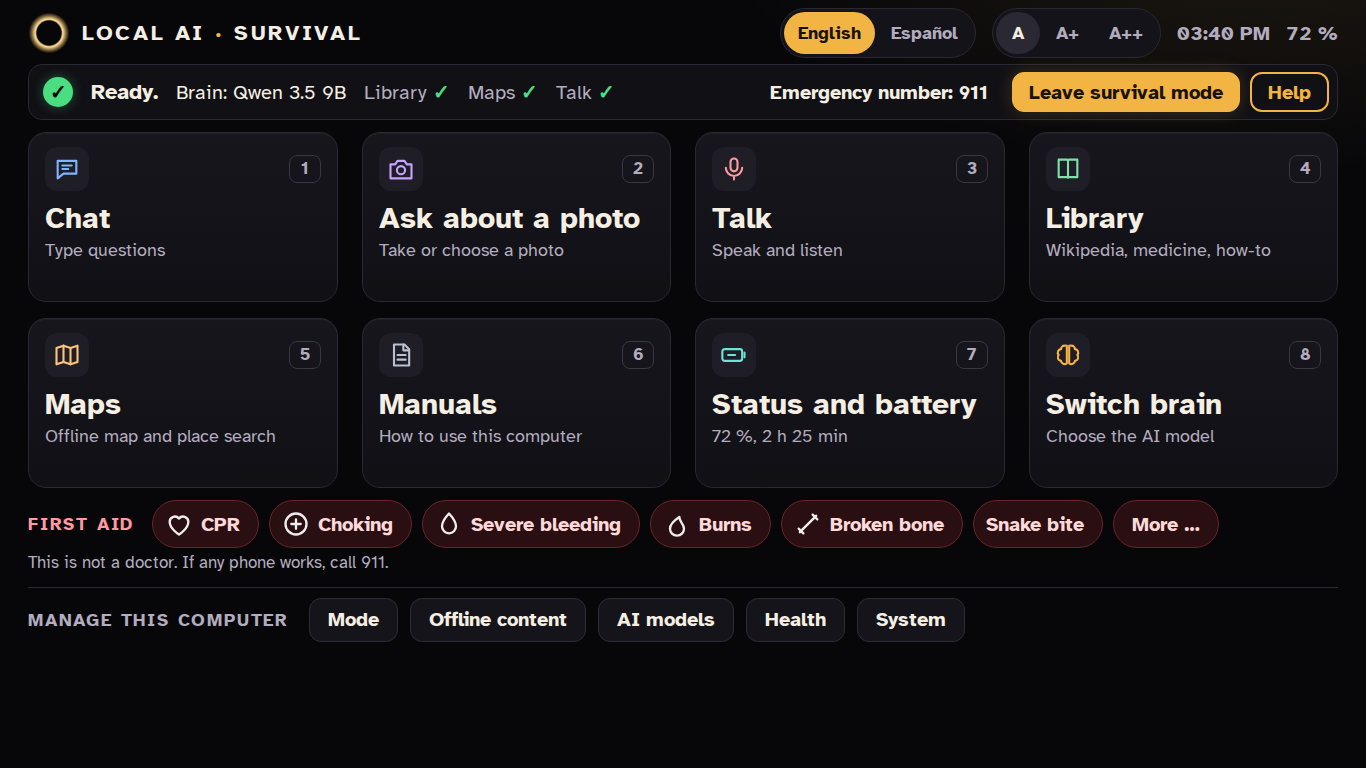 LOCAL AI • SURVIVAL
English Español A A+ A++ 03:40 PM 72 %
✓ Ready. Brain: Qwen 3.5 9B Library ✓ Maps ✓ Talk ✓ Emergency number: 911 Leave survival mode Help
1
Chat
Type questions
2
Ask about a photo
Take or choose a photo
3
Talk
Speak and listen
4
Library
Wikipedia, medicine, how-to
5
Maps
Offline map and place search
6
Manuals
How to use this computer
7
Status and battery
72 %, 2 h 25 min
8
Switch brain
Choose the AI model
FIRST AID CPR Choking Severe bleeding Burns Broken bone Snake bite More ...
This is not a doctor. If any phone works, call 911.
MANAGE THIS COMPUTER Mode Offline content AI models Health System